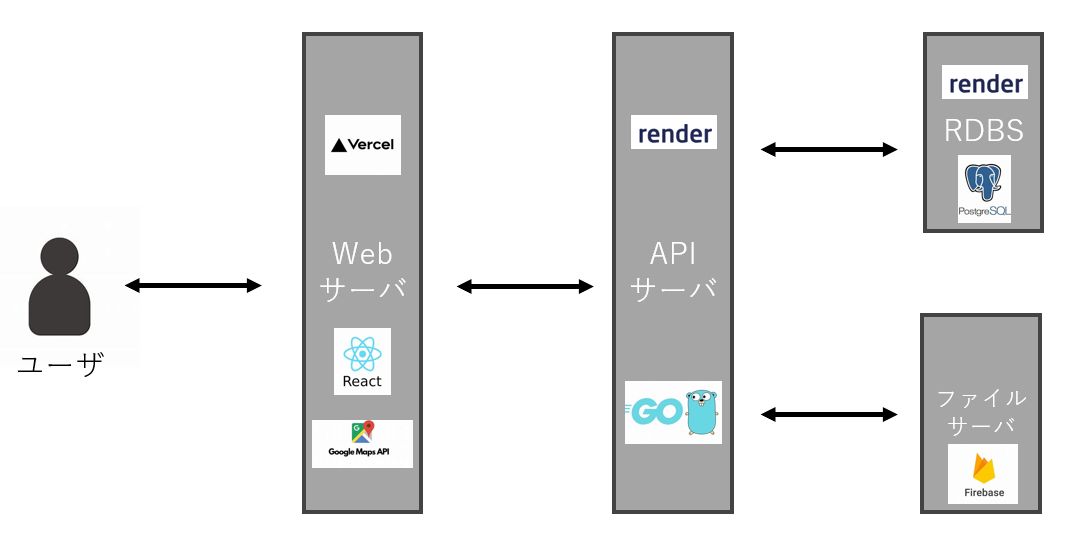 ユーザ
Vercel
Web
サーバ
React
G
Google Maps API
render
API
サーバ
GO
render
RDBS
PostgreSQL
ファイル
サーバ
Firebase